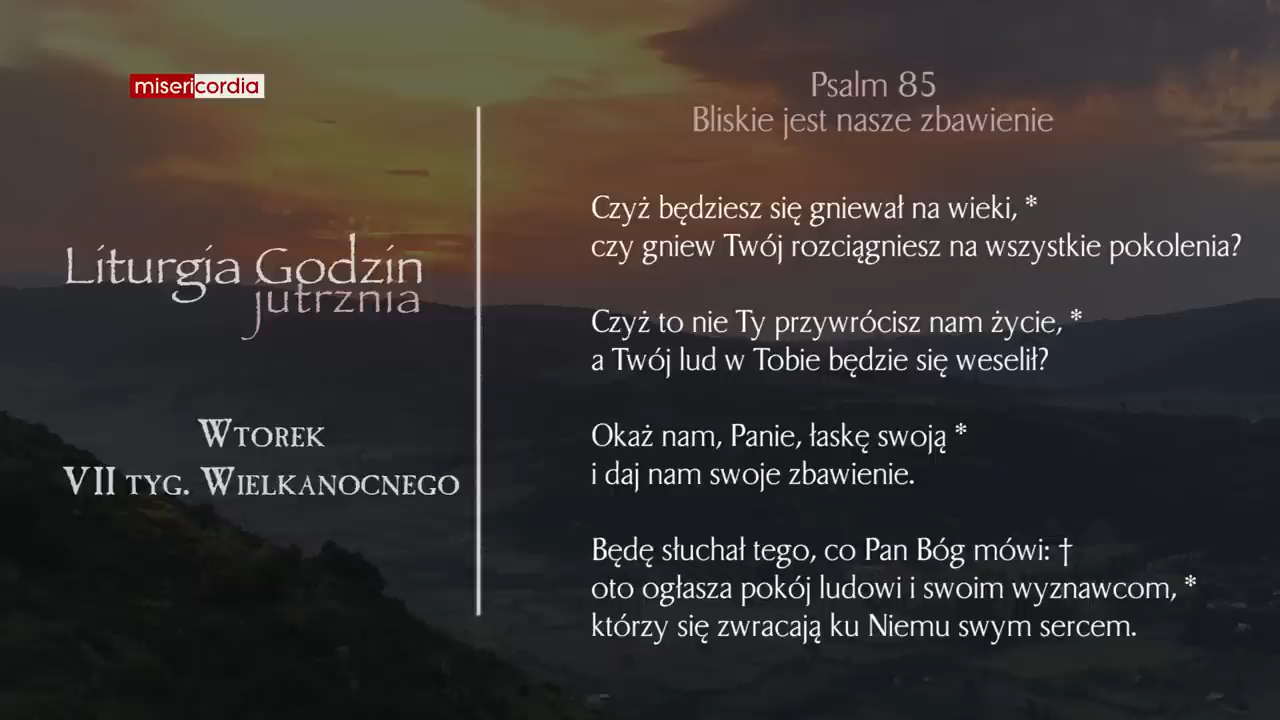 misericordia
Liturgia Godzin
jutrznia
Wtorek
VII tyg. Wielkanocnego
Psalm 85
Bliskie jest nasze zbawienie
Czyż będziesz się gniewał na wieki, *
czy gniew Twój rozciągniesz na wszystkie pokolenia?
Czyż to nie Ty przywrócisz nam życie, *
a Twój lud w Tobie będzie się weselił?
Okaż nam, Panie, łaskę swoją *
i daj nam swoje zbawienie.
Będę słuchał tego, co Pan Bóg mówi: †
oto ogłasza pokój ludowi i swoim wyznawcom, *
którzy się zwracają ku Niemu swym sercem.